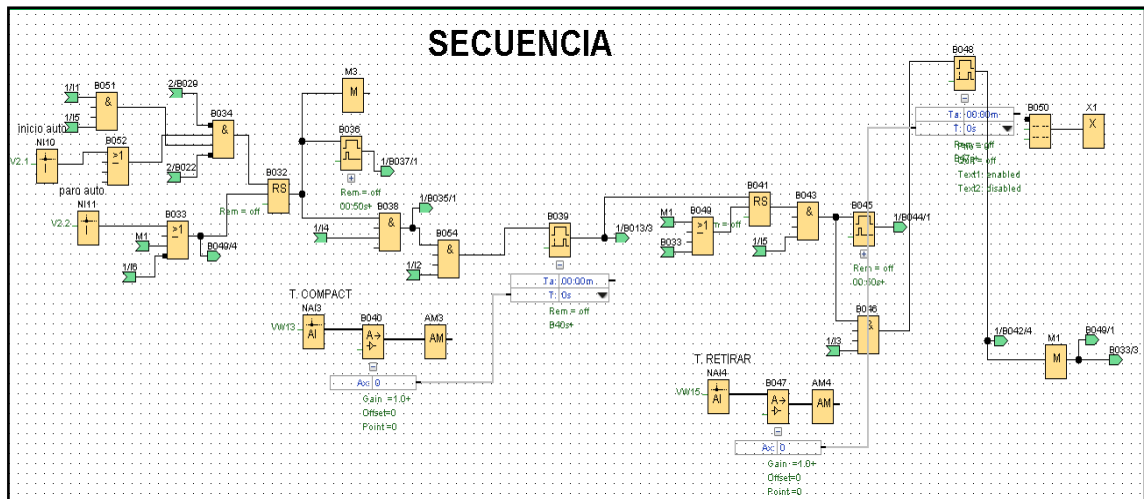 SECUENCIA
B048
1/I1
B051
&
1/I5
2/B029
B034
&
M3
M
Ta: 00:00m
T: 0s
B050
X1
X
inicio auto.
NI10
I
V2.1
B052
>1
2/B022
B036
1/B037/1
Rem = off
Text1: enabled
Text2: disabled
paro auto.
B032
RS
Rem = off
Rem = off
00:50s+
NI11
I
V2.2
B033
>1
M1
1/I6
B049/4
B038
&
1/I4
1/B035/1
B054
&
1/I2
B039
1/B013/3
M1
B033
B049
>1
B041
RS
B043
&
1/I5
B045
1/B044/1
Rem = off
Ta: 00:00m
T: 0s
Rem = off
B40s+
T. COMPACT
NAI3
AI
VW13
B040
A→
AM3
AM
Ax: 0
Gain =1.0+
Offset=0
Point=0
B046
&
1/I3
1/B042/4
M1
M
B049/1
B033/3
T. RETIRAR
NAI4
AI
VW15
B047
A→
AM4
AM
Ax: 0
Gain =1.0+
Offset=0
Point=0